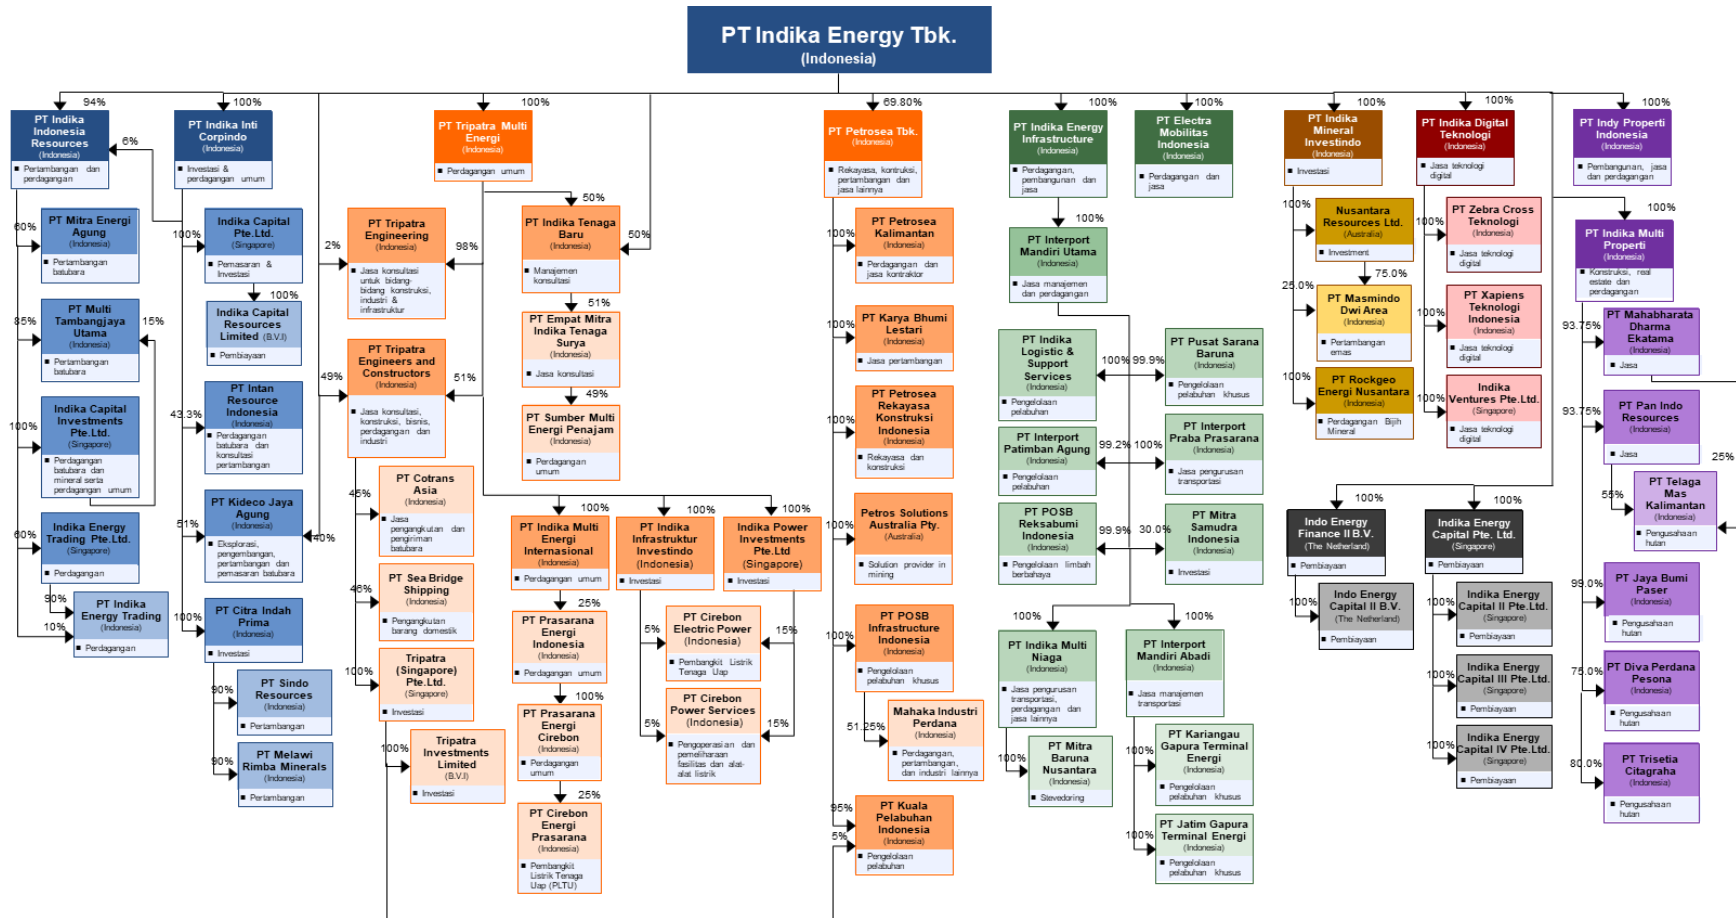 PT Indika Energy Tbk.
(Indonesia)
94%
PT Indika
Indonesia
Resources
(Indonesia)
Pertambangan dan
perdagangan
6%
60%
PT Mitra Energi
Agung
(Indonesia)
Pertambangan
batubara
85%
PT Multi
Tambangjaya
Utama
(Indonesia)
Pertambangan
batubara
15%
100%
Indika Capital
Investments
Pte.Ltd.
(Singapore)
Perdagangan
batubara dan
mineral serta
perdagangan umum
60%
Indika Energy
Trading Pte.Ltd.
(Singapore)
Perdagangan
90%
10%
PT Indika
Energy Trading
(Indonesia)
Perdagangan
100%
PT Indika Inti
Corpindo
(Indonesia)
Investasi &
perdagangan umum
100%
Indika Capital
Pte.Ltd.
(Singapore)
Pemasaran &
Investasi
100%
Indika Capital
Resources
Limited (B.V.I)
Pembiayaan
43.3%
PT Intan
Resource
Indonesia
(Indonesia)
Perdagangan
batubara dan
konsultasi
pertambangan
51%
PT Kideco Jaya
Agung
(Indonesia)
Eksplorasi,
pengembangan,
pertambangan dan
pemasaran batubara
40%
100%
PT Citra Indah
Prima
(Indonesia)
Investasi
90%
PT Sindo
Resources
(Indonesia)
Pertambangan
90%
PT Melawi
Rimba Minerals
(Indonesia)
Pertambangan
100%
PT Tripatra Multi
Energi
(Indonesia)
Perdagangan umum
2%
PT Tripatra
Engineering
(Indonesia)
Jasa konsultasi
untuk bidang-
bidang konstruksi,
industri &
infrastruktur
98%
49%
PT Tripatra
Engineers and
Constructors
(Indonesia)
Jasa konsultasi,
konstruksi, bisnis,
perdagangan dan
industri
51%
45%
PT Cotrans
Asia
(Indonesia)
Jasa
pengangkutan dan
pengiriman
batubara
46%
PT Sea Bridge
Shipping
(Indonesia)
Pengangkutan
barang domestik
100%
Tripatra
(Singapore)
Pte.Ltd.
(Singapore)
Investasi
100%
Tripatra
Investments
Limited
(B.V.I)
Investasi
50%
PT Indika Tenaga
Baru
(Indonesia)
Manajemen
konsultasi
50%
51%
PT Empat Mitra
Indika Tenaga
Surya
(Indonesia)
Jasa konsultasi
49%
PT Sumber Multi
Energi Penajam
(Indonesia)
Perdagangan
umum
100%
PT Indika Multi
Energi
Internasional
(Indonesia)
Perdagangan umum
25%
PT Prasarana
Energi
Indonesia
(Indonesia)
Perdagangan umum
100%
PT Prasarana
Energi
Cirebon
(Indonesia)
Perdagangan
umum
25%
PT Cirebon
Energi
Prasarana
(Indonesia)
Pembangkit
Listrik Tenaga
Uap (PLTU)
100%
PT Indika
Infrastruktur
Investindo
(Indonesia)
Investasi
100%
Indika Power
Investments
Pte.Ltd
(Singapore)
Investasi
5%
PT Cirebon
Electric Power
(Indonesia)
Pembangkit Listrik
Tenaga Uap
15%
5%
PT Cirebon
Power Services
(Indonesia)
Pengoperasian dan
pemeliharaan
fasilitas dan alat-
alat listrik
15%
69.80%
PT Petrosea Tbk.
(Indonesia)
Rekayasa, kontruksi,
pertambangan dan
jasa lainnya
100%
PT Petrosea
Kalimantan
(Indonesia)
Perdagangan dan
jasa kontraktor
100%
PT Karya Bhumi
Lestari
(Indonesia)
Jasa pertambangan
100%
PT Petrosea
Rekayasa
Konstruksi
Indonesia
(Indonesia)
Rekayasa dan
konstruksi
100%
Petros Solutions
Australia Pty.
(Australia)
Solution provider in
mining
100%
PT POSB
Infrastructure
Indonesia
(Indonesia)
Pengelolaan
pelabuhan khusus
51.25%
Mahaka Industri
Perdana
(Indonesia)
Perdagangan,
pertambangan,
dan industri lainnya
95%
5%
PT Kuala
Pelabuhan
Indonesia
(Indonesia)
Pengelolaan
pelabuhan
100%
PT Indika Energy
Infrastructure
(Indonesia)
Perdagangan,
pembangunan dan
jasa
100%
PT Interport
Mandiri Utama
(Indonesia)
Jasa manajemen
dan perdagangan
PT Indika
Logistic &
Support
Services
(Indonesia)
Pengelolaan
pelabuhan
100%
99.9%
PT Pusat Sarana
Baruna
(Indonesia)
Pengelolaan
pelabuhan khusus
PT Interport
Patimban Agung
(Indonesia)
Pengelolaan
pelabuhan
99.2%
100%
PT Interport
Praba Prasarana
(Indonesia)
Jasa pengurusan
transportasi
PT POSB
Reksabumi
Indonesia
(Indonesia)
Pengelolaan limbah
berbahaya
99.9%
30.0%
PT Mitra
Samudra
Indonesia
(Indonesia)
Investasi
100%
PT Indika Multi
Niaga
(Indonesia)
Jasa pengurusan
transportasi,
perdagangan dan
jasa lainnya
100%
PT Mitra
Baruna
Nusantara
(Indonesia)
Stevedoring
100%
PT Interport
Mandiri Abadi
(Indonesia)
Jasa manajemen
transportasi
100%
PT Kariangau
Gapura Terminal
Energi
(Indonesia)
Pengelolaan
pelabuhan khusus
100%
PT Jatim Gapura
Terminal Energi
(Indonesia)
Pengelolaan
pelabuhan khusus
100%
PT Electra
Mobilitas
Indonesia
(Indonesia)
Perdagangan dan
jasa
100%
PT Indika
Mineral
Investindo
(Indonesia)
Investasi
100%
Nusantara
Resources Ltd.
(Australia)
Investment
75.0%
25.0%
PT Masmindo
Dwi Area
(Indonesia)
Pertambangan
emas
100%
PT Rockgeo
Energi Nusantara
(Indonesia)
Perdagangan Bijih
Mineral
100%
PT Indika Digital
Teknologi
(Indonesia)
Jasa teknologi
digital
100%
PT Zebra Cross
Teknologi
(Indonesia)
Jasa teknologi
digital
100%
PT Xapiens
Teknologi
Indonesia
(Indonesia)
Jasa teknologi
digital
100%
Indika
Ventures Pte.Ltd.
(Singapore)
Jasa teknologi
digital
100%
Indo Energy
Finance II B.V.
(The Netherland)
Pembiayaan
100%
Indo Energy
Capital II B.V.
(The Netherland)
Pembiayaan
100%
Indika Energy
Capital Pte. Ltd.
(Singapore)
Pembiayaan
100%
Indika Energy
Capital II Pte.Ltd.
(Singapore)
Pembiayaan
100%
Indika Energy
Capital III Pte.Ltd.
(Singapore)
Pembiayaan
100%
Indika Energy
Capital IV Pte.Ltd.
(Singapore)
Pembiayaan
100%
PT Indy Properti
Indonesia
(Indonesia)
Pembangunan, jasa
dan perdagangan
100%
PT Indika Multi
Properti
(Indonesia)
Konstruksi, real
estate dan
perdagangan
93.75%
PT Mahabharata
Dharma
Ekatama
(Indonesia)
Jasa
93.75%
PT Pan Indo
Resources
(Indonesia)
Jasa
25%
55%
PT Telaga
Mas
Kalimantan
(Indonesia)
Pengusahaan
hutan
99.0%
PT Jaya Bumi
Paser
(Indonesia)
Pengusahaan
hutan
75.0%
PT Diva Perdana
Pesona
(Indonesia)
Pengusahaan
hutan
80.0%
PT Trisetia
Citagraha
(Indonesia)
Pengusahaan
hutan